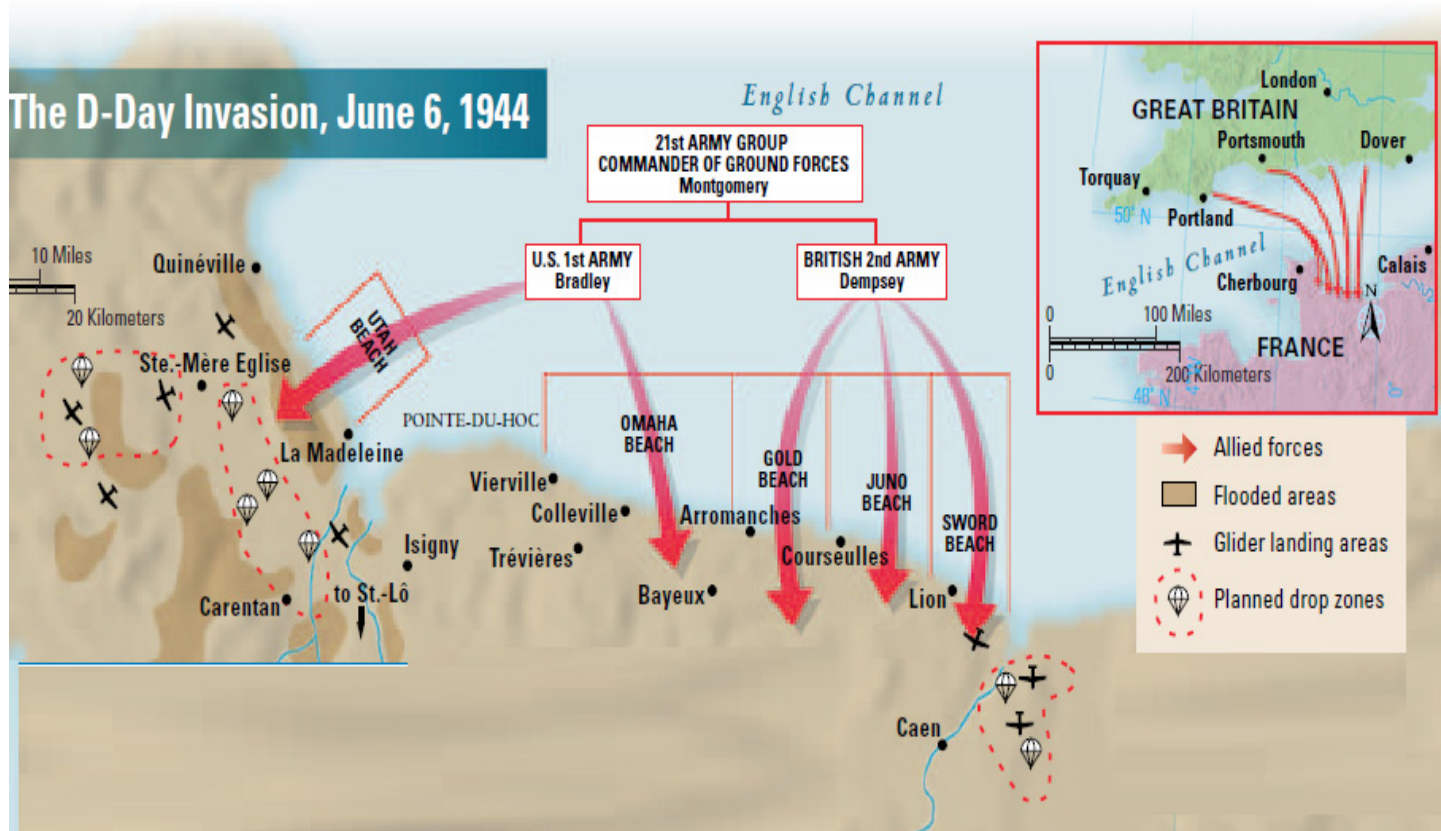 The D-Day Invasion, June 6, 1944
English Channel
21st ARMY GROUP
COMMANDER OF GROUND FORCES
Montgomery
U.S. 1st ARMY
Bradley
BRITISH 2nd ARMY
Dempsey
10 Miles
20 Kilometers
Quinéville
UTAH
BEACH
Ste.-Mère Eglise
La Madeleine
POINTE-DU-HOC
OMAHA
BEACH
GOLD
BEACH
JUNO
BEACH
SWORD
BEACH
Vierville
Colleville
Arromanches
Trévières
Courseulles
Isigny
Bayeux
Lion
Carentan
to St.-Lô
Caen
London
GREAT BRITAIN
Portsmouth
Dover
Torquay
50° N
Portland
English Channel
Cherbourg
Calais
N
0
100 Miles
FRANCE
0
200 Kilometers
48° N
0°
Allied forces
Flooded areas
Glider landing areas
Planned drop zones